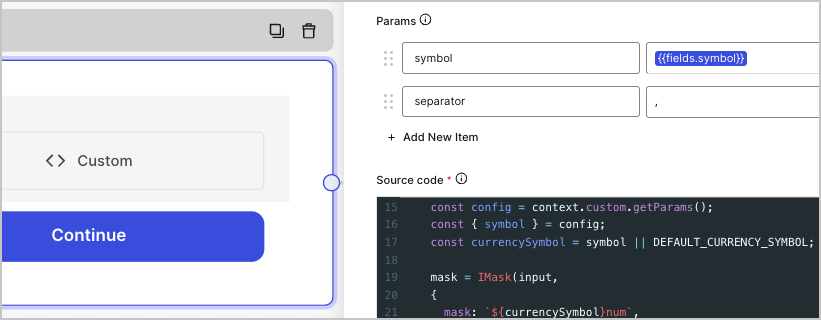 Params
symbol
{{fields.symbol}}
separator
,
+ Add New Item
Custom
Continue
Source code *
15 const config = context.custom.getParams();
16 const { symbol } = config;
17 const currencySymbol = symbol || DEFAULT_CURRENCY_SYMBOL;
18
19 mask = IMask(input,
20 {
21 mask: `${currencySymbol}num`,